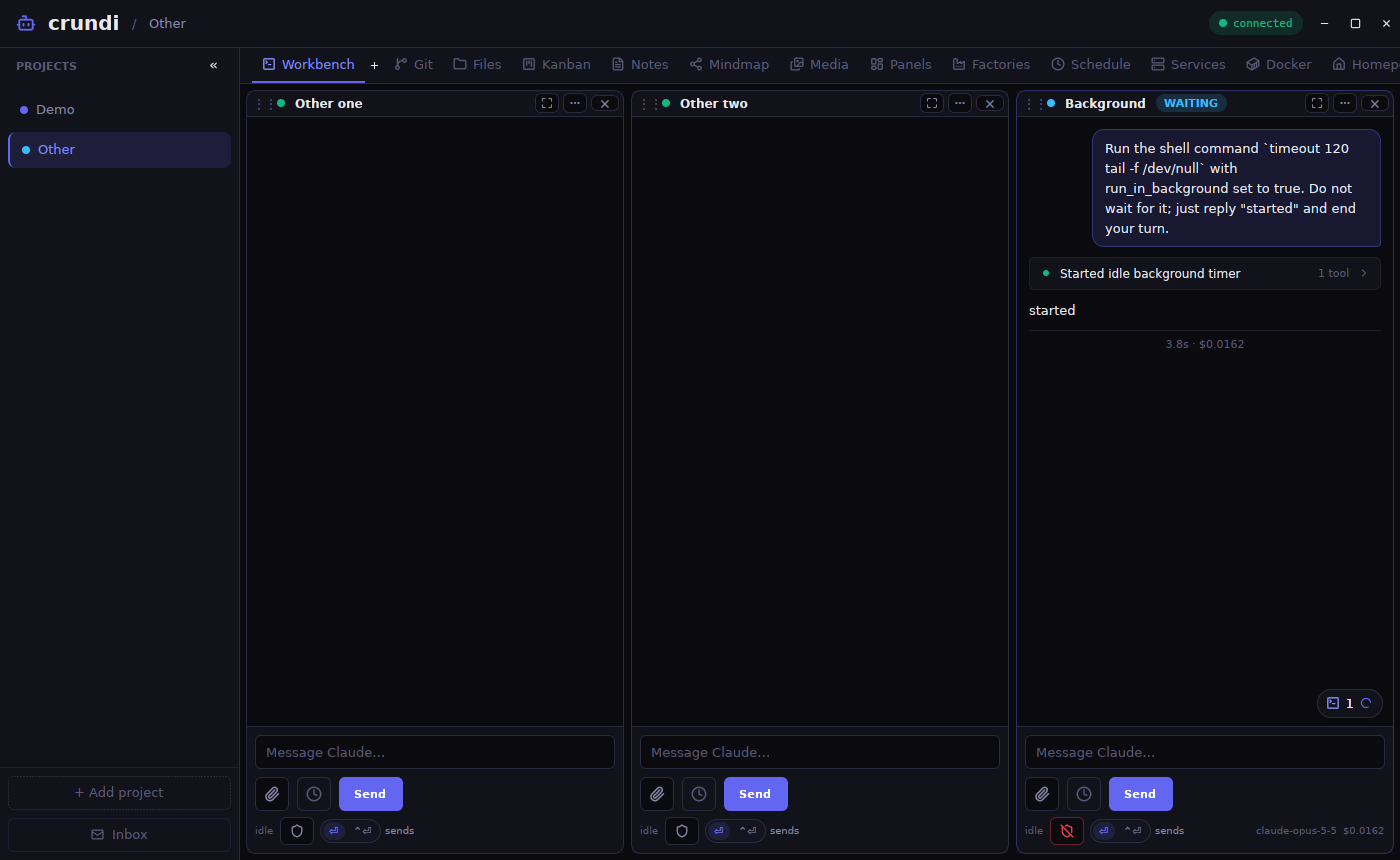 crundi / Other
connected
PROJECTS «
Demo
Other
+ Add project
Inbox
Workbench + Git Files Kanban Notes Mindmap Media Panels Factories Schedule Services Docker Homep
Other one
Message Claude...
Send
idle ⏎ ^⏎ sends
Other two
Message Claude...
Send
idle ⏎ ^⏎ sends
Background WAITING
Run the shell command `timeout 120
tail -f /dev/null` with
run_in_background set to true. Do not
wait for it; just reply "started" and end
your turn.
Started idle background timer 1 tool
started
3.8s · $0.0162
1
Message Claude...
Send
idle ⏎ ^⏎ sends claude-opus-5-5 $0.0162